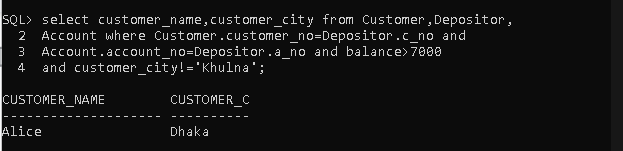 SQL> select customer_name,customer_city from Customer,Depositor,
2 Account where Customer.customer_no=Depositor.c_no and
3 Account.account_no=Depositor.a_no and balance>7000
4 and customer_city!='Khulna';
CUSTOMER_NAME CUSTOMER_C
-------------------- ----------
Alice Dhaka